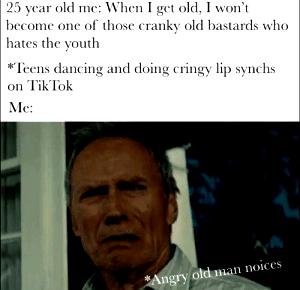 25 year old me: When I get old, I won't
become one of those cranky old bastards who
hates the youth
*Teens dancing and doing cringy lip synchs
on TikTok
Me:
*Angry old man noices